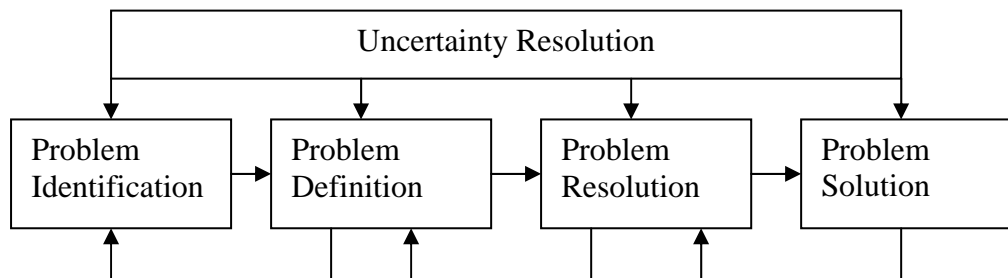 Uncertainty Resolution
Problem
Identification
Problem
Definition
Problem
Resolution
Problem
Solution